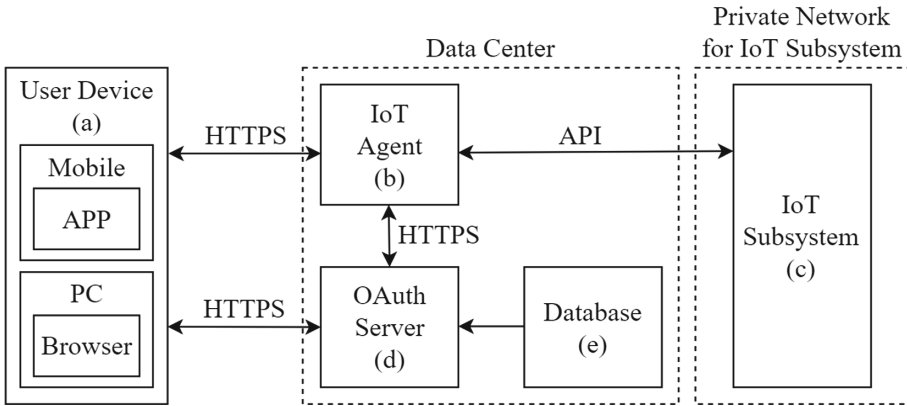 Private Network
for IoT Subsystem
Data Center
User Device
(a)
Mobile
APP
PC
Browser
HTTPS
HTTPS
IoT
Agent
(b)
HTTPS
OAuth
Server
(d)
API
Database
(e)
IoT
Subsystem
(c)